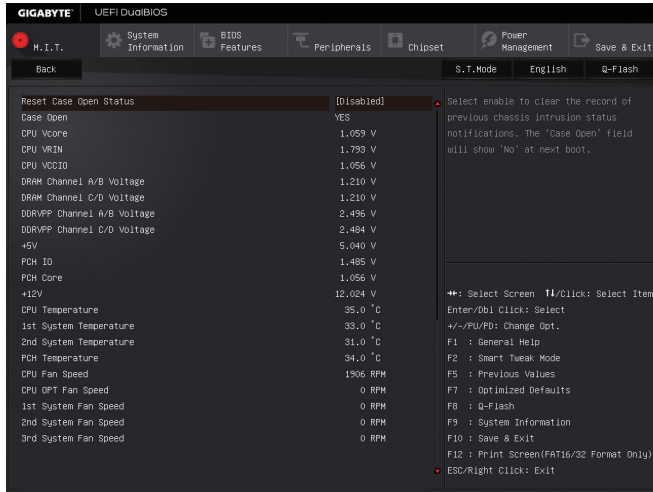 GIGABYTE™ UEFI DualBIOS
M.I.T. System Information BIOS Features Peripherals Chipset Power Management Save & Exit
Back S.T.Mode English Q-Flash
Reset Case Open Status [Disabled]
Case Open YES
CPU Vcore 1.059 V
CPU VRIN 1.793 V
CPU VCCIO 1.056 V
DRAM Channel A/B Voltage 1.210 V
DRAM Channel C/D Voltage 1.210 V
DDRVPP Channel A/B Voltage 2.496 V
DDRVPP Channel C/D Voltage 2.484 V
+5V 5.040 V
PCH IO 1.485 V
PCH Core 1.056 V
+12V 12.024 V
CPU Temperature 35.0 °C
1st System Temperature 33.0 °C
2nd System Temperature 31.0 °C
PCH Temperature 34.0 °C
CPU Fan Speed 1906 RPM
CPU OPT Fan Speed 0 RPM
1st System Fan Speed 0 RPM
2nd System Fan Speed 0 RPM
3rd System Fan Speed 0 RPM
Select enable to clear the record of
previous chassis intrusion status
notifications. The 'Case Open' field
will show 'No' at next boot.
→←: Select Screen ↑↓/Click: Select Item
Enter/Dbl Click: Select
+/-/PU/PD: Change Opt.
F1 : General Help
F2 : Smart Tweak Mode
F5 : Previous Values
F7 : Optimized Defaults
F8 : Q-Flash
F9 : System Information
F10 : Save & Exit
F12 : Print Screen(FAT16/32 Format Only)
ESC/Right Click: Exit